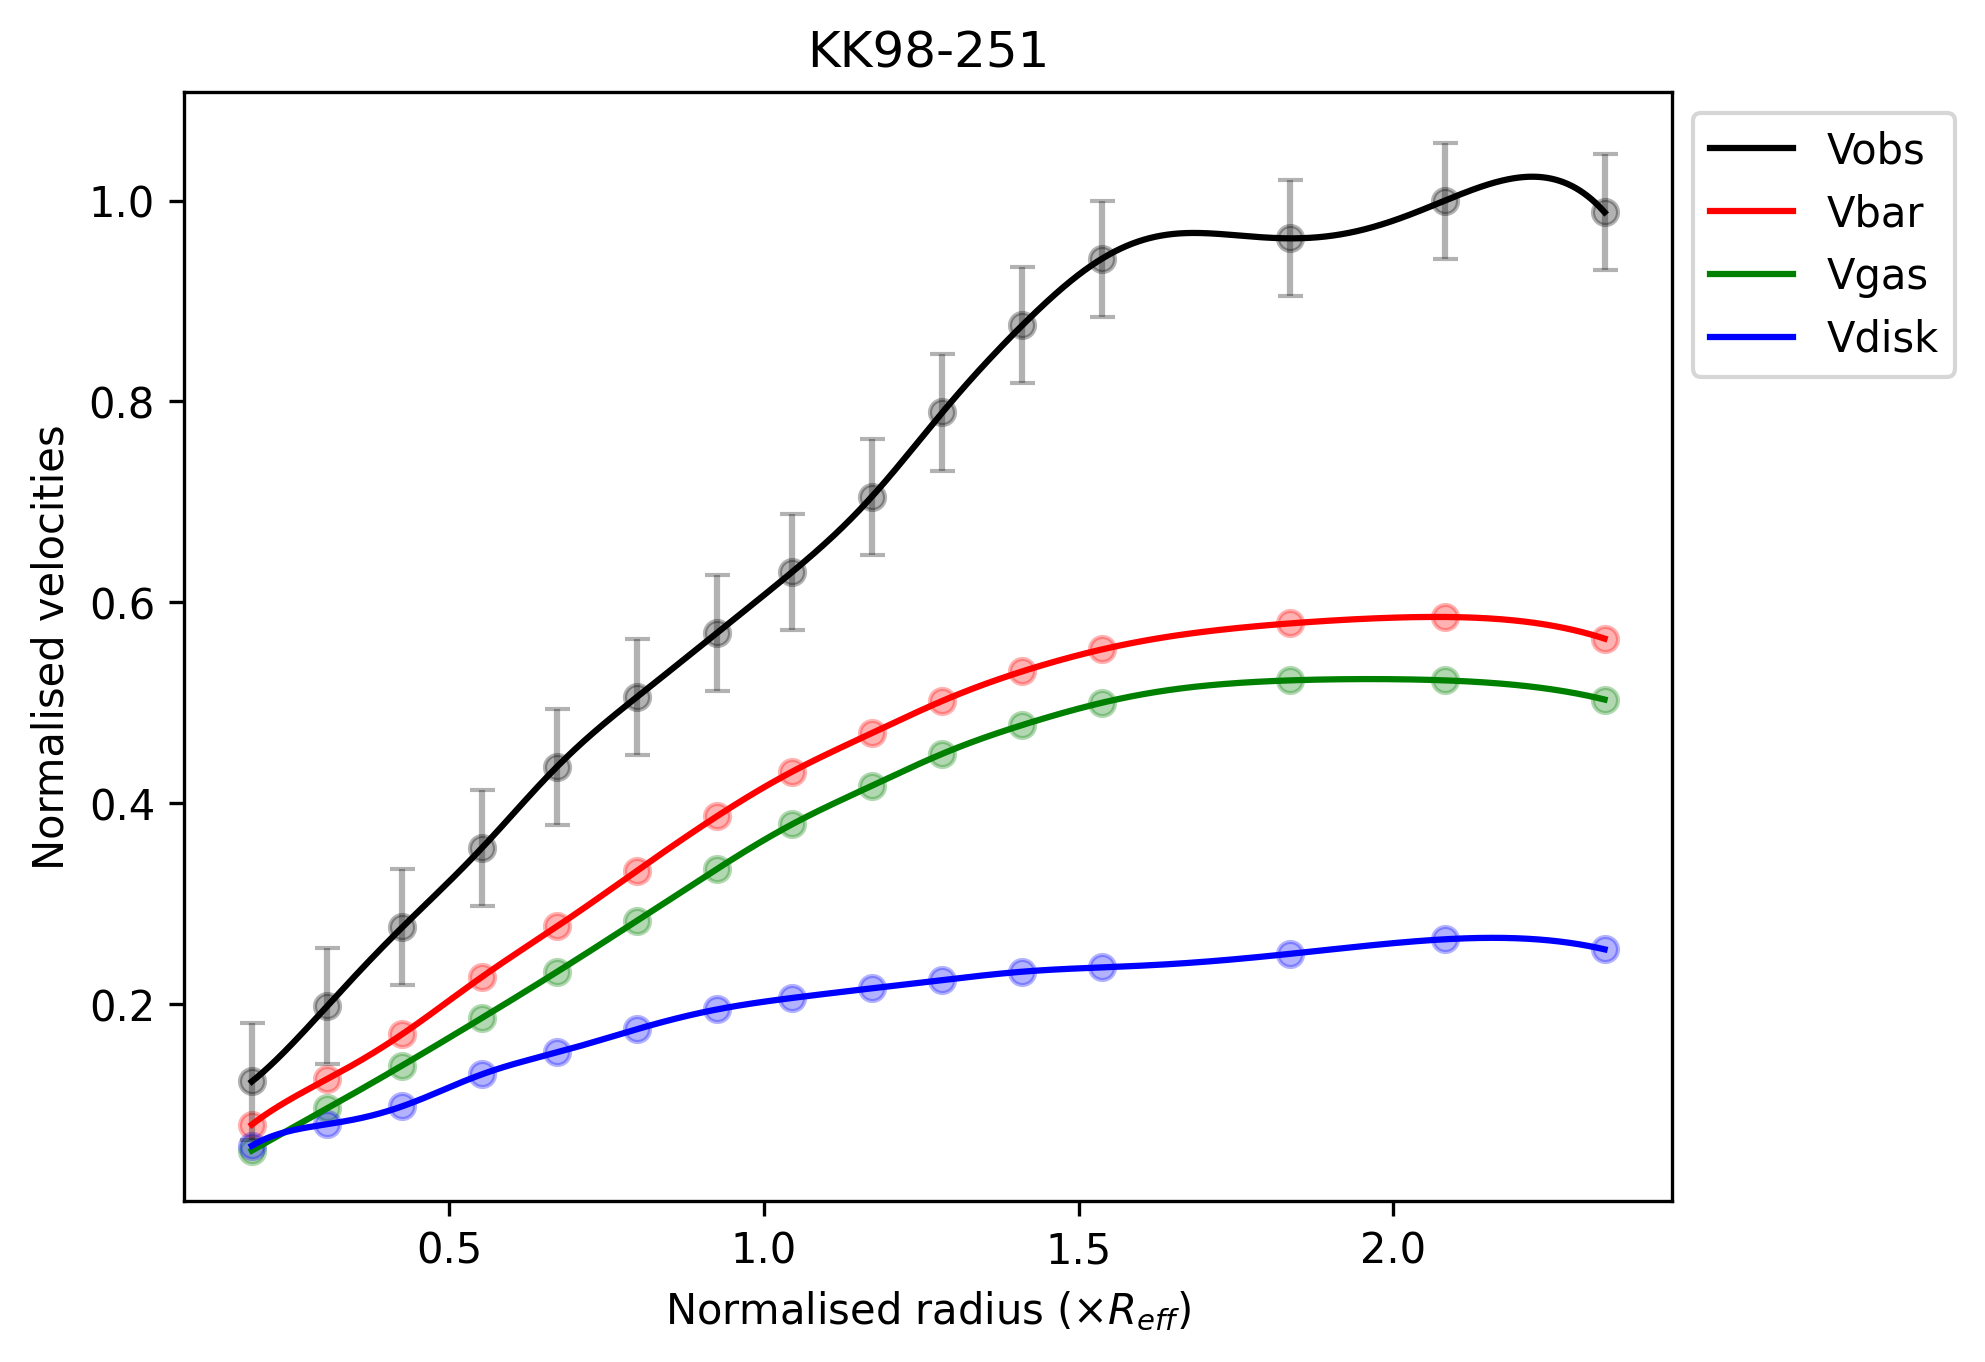 KK98-251
Vobs
Vbar
Vgas
Vdisk
Normalised velocities
1.0
0.8
0.6
0.4
0.2
0.5 1.0 1.5 2.0
Normalised radius (×R_eff)